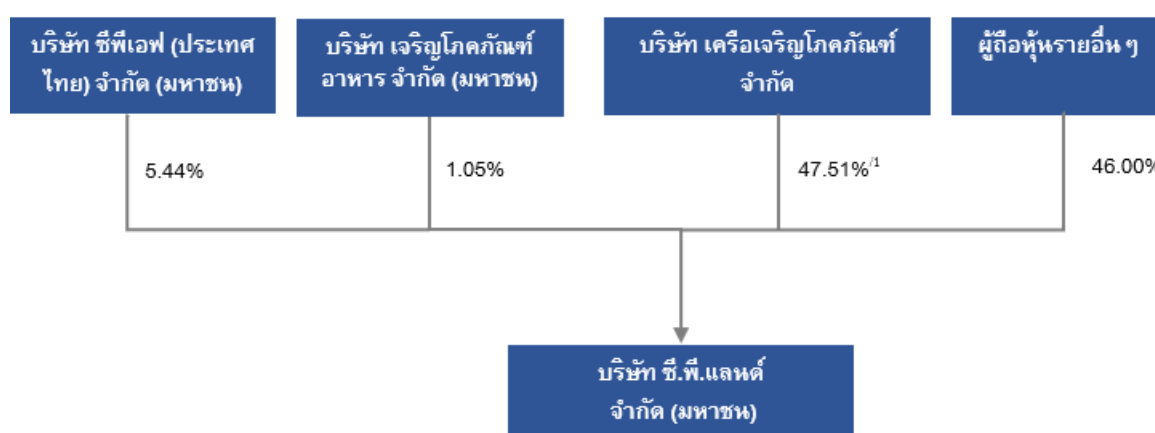 บริษัท ซีพีเอฟ (ประเทศ
ไทย) จำกัด (มหาชน)
บริษัท เจริญโภคภัณฑ์
อาหาร จำกัด (มหาชน)
บริษัท เครือเจริญโภคภัณฑ์
จำกัด
ผู้ถือหุ้นรายอื่น ๆ
5.44%
1.05%
47.51%/1
46.00%
บริษัท ซี.พี.แลนด์
จำกัด (มหาชน)